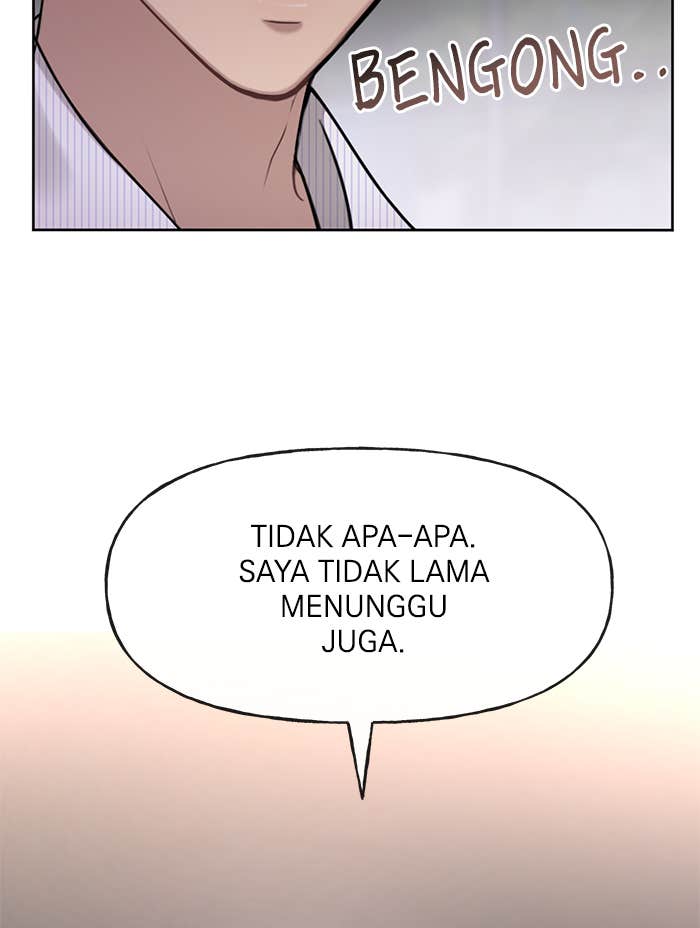 BENGONG..
TIDAK APA-APA.
SAYA TIDAK LAMA
MENUNGGU
JUGA.